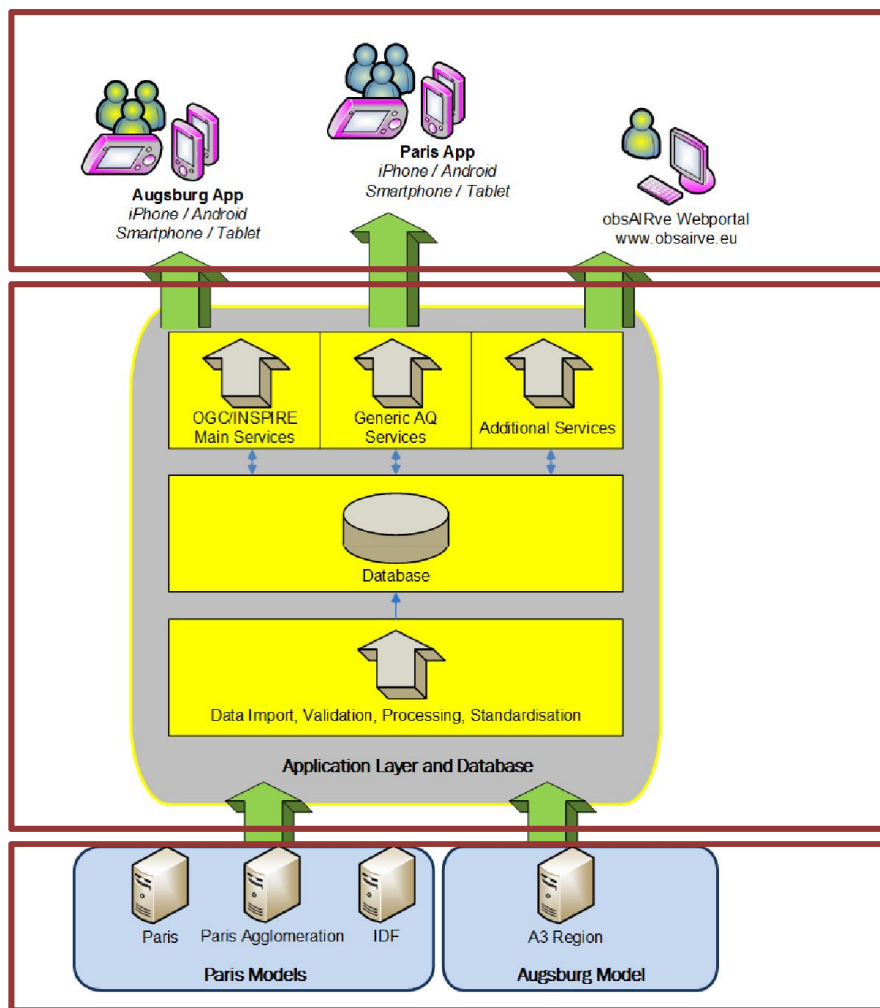 Augsburg App
iPhone / Android
Smartphone / Tablet
Paris App
iPhone / Android
Smartphone / Tablet
obsAIRve Webportal
www.obsairve.eu
OGC/INSPIRE
Main Services
Generic AQ
Services
Additional Services
Database
Data Import, Validation, Processing, Standardisation
Application Layer and Database
Paris
Paris Agglomeration
IDF
Paris Models
A3 Region
Augsburg Model